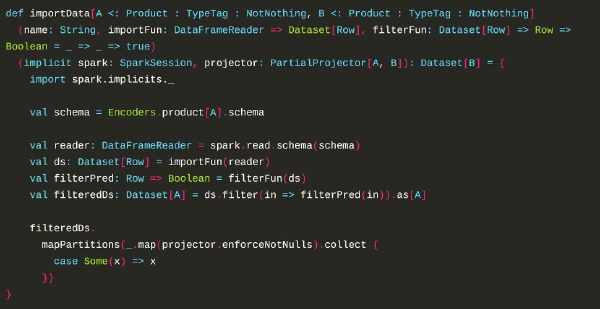 def importData[A <: Product : TypeTag : NotNothing, B <: Product : TypeTag : NotNothing]
  (name: String, importFun: DataFrameReader => Dataset[Row], filterFun: Dataset[Row] => Row =>
Boolean = _ => _ => true)
  (implicit spark: SparkSession, projector: PartialProjector[A, B]): Dataset[B] = {
    import spark.implicits._

    val schema = Encoders.product[A].schema

    val reader: DataFrameReader = spark.read.schema(schema)
    val ds: Dataset[Row] = importFun(reader)
    val filterPred: Row => Boolean = filterFun(ds)
    val filteredDs: Dataset[A] = ds.filter(in => filterPred(in)).as[A]

    filteredDs.
      mapPartitions(_.map(projector.enforceNotNulls).collect {
        case Some(x) => x
      })
}